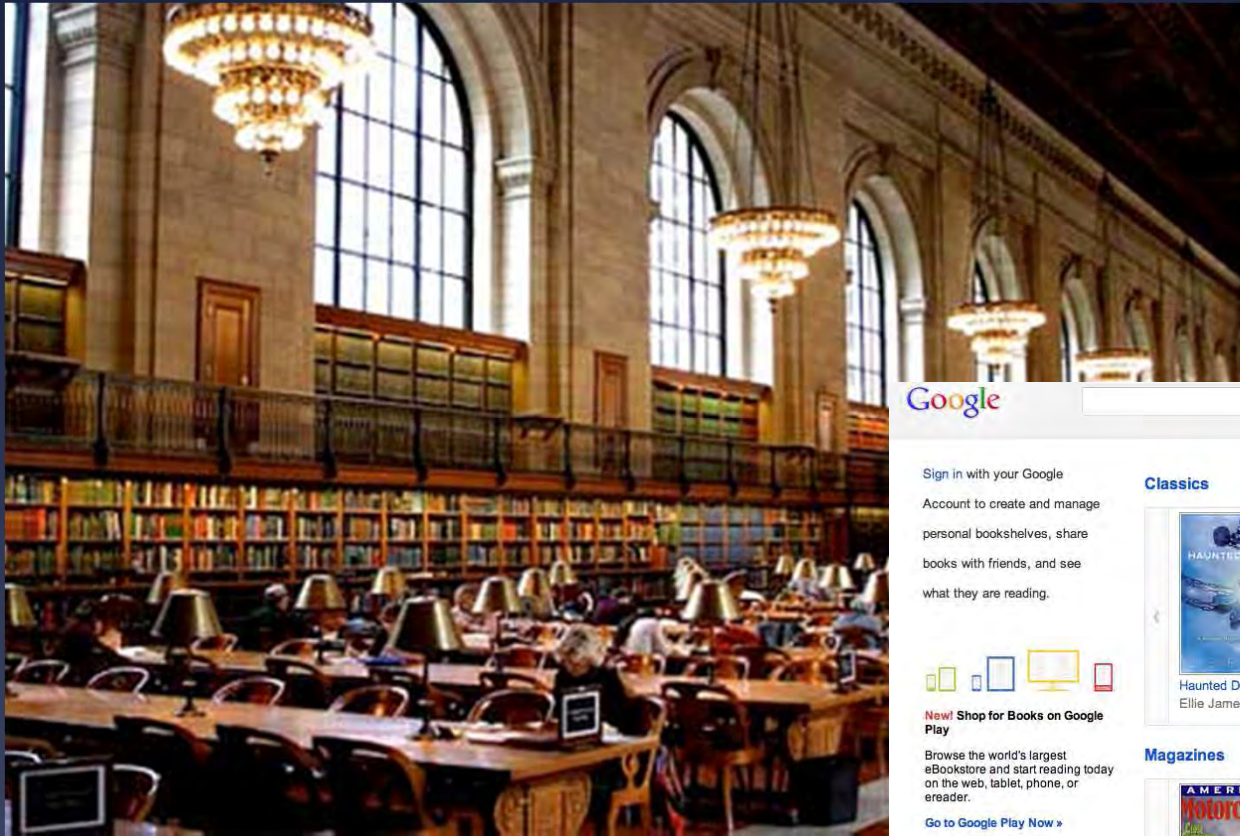 Google
Sign in with your Google
Account to create and manage
personal bookshelves, share
books with friends, and see
what they are reading.
New! Shop for Books on Google
Play
Browse the world's largest
eBookstore and start reading today
on the web, tablet, phone, or
ereader.
Go to Google Play Now »
Classics
HAUNTED
Haunted D
Ellie Jame
Magazines
AMERI
Motorc